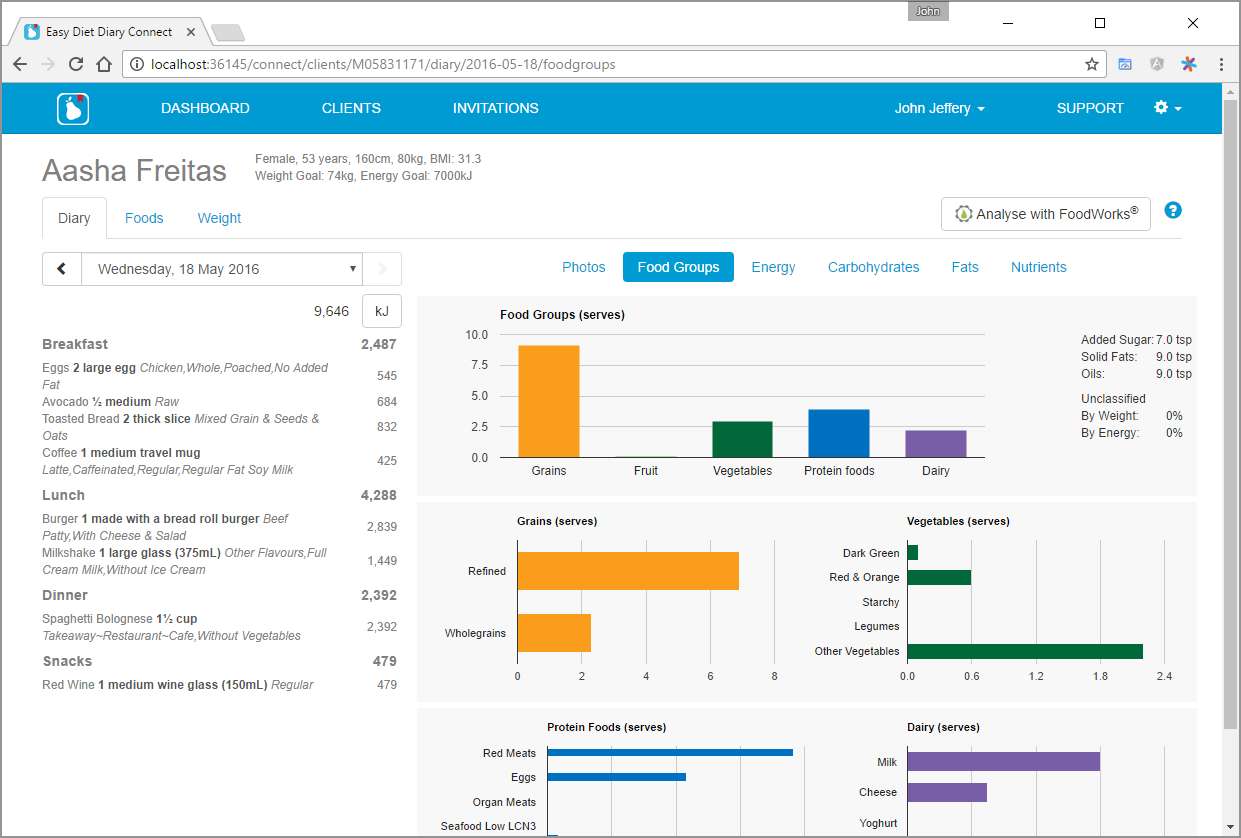 John
Easy Diet Diary Connect
localhost:36145/connect/clients/M05831171/diary/2016-05-18/foodgroups
DASHBOARD CLIENTS INVITATIONS John Jeffery SUPPORT
Aasha Freitas
Female, 53 years, 160cm, 80kg, BMI: 31.3
Weight Goal: 74kg, Energy Goal: 7000kJ
Diary Foods Weight
Analyse with FoodWorks®
?
Wednesday, 18 May 2016
9,646 kJ
Breakfast 2,487
Eggs 2 large egg Chicken,Whole,Poached,No Added
Fat
545
Avocado ½ medium Raw 684
Toasted Bread 2 thick slice Mixed Grain & Seeds &
Oats
832
Coffee 1 medium travel mug
Latte,Caffeinated,Regular,Regular Fat Soy Milk
425
Lunch 4,288
Burger 1 made with a bread roll burger Beef
Patty,With Cheese & Salad
2,839
Milkshake 1 large glass (375mL) Other Flavours,Full
Cream Milk,Without Ice Cream
1,449
Dinner 2,392
Spaghetti Bolognese 1½ cup
Takeaway~Restaurant~Cafe,Without Vegetables
2,392
Snacks 479
Red Wine 1 medium wine glass (150mL) Regular 479
Photos Food Groups Energy Carbohydrates Fats Nutrients
Food Groups (serves)
10.0
7.5
5.0
2.5
0.0
Grains Fruit Vegetables Protein foods Dairy
Added Sugar: 7.0 tsp
Solid Fats: 9.0 tsp
Oils: 9.0 tsp
Unclassified
By Weight: 0%
By Energy: 0%
Grains (serves)
Refined
Wholegrains
0 2 4 6 8
Vegetables (serves)
Dark Green
Red & Orange
Starchy
Legumes
Other Vegetables
0.0 0.6 1.2 1.8 2.4
Protein Foods (serves)
Red Meats
Eggs
Organ Meats
Seafood Low LCN3
Dairy (serves)
Milk
Cheese
Yoghurt